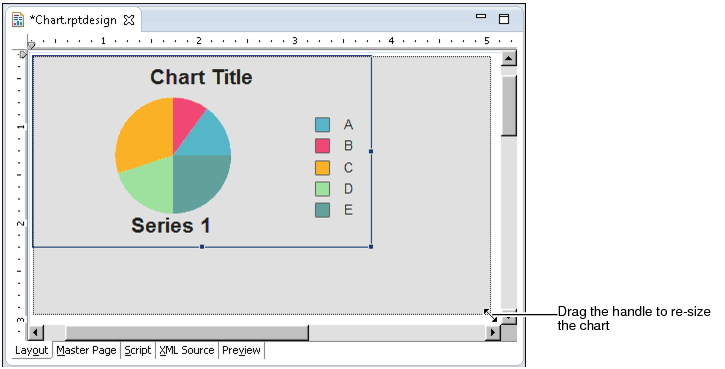 *Chart.rptdesign
0 1 2 3 4 5
Chart Title
1
A
B
C
D
E
2
Series 1
3
Drag the handle to re-size
the chart
Layout Master Page Script XML Source Preview